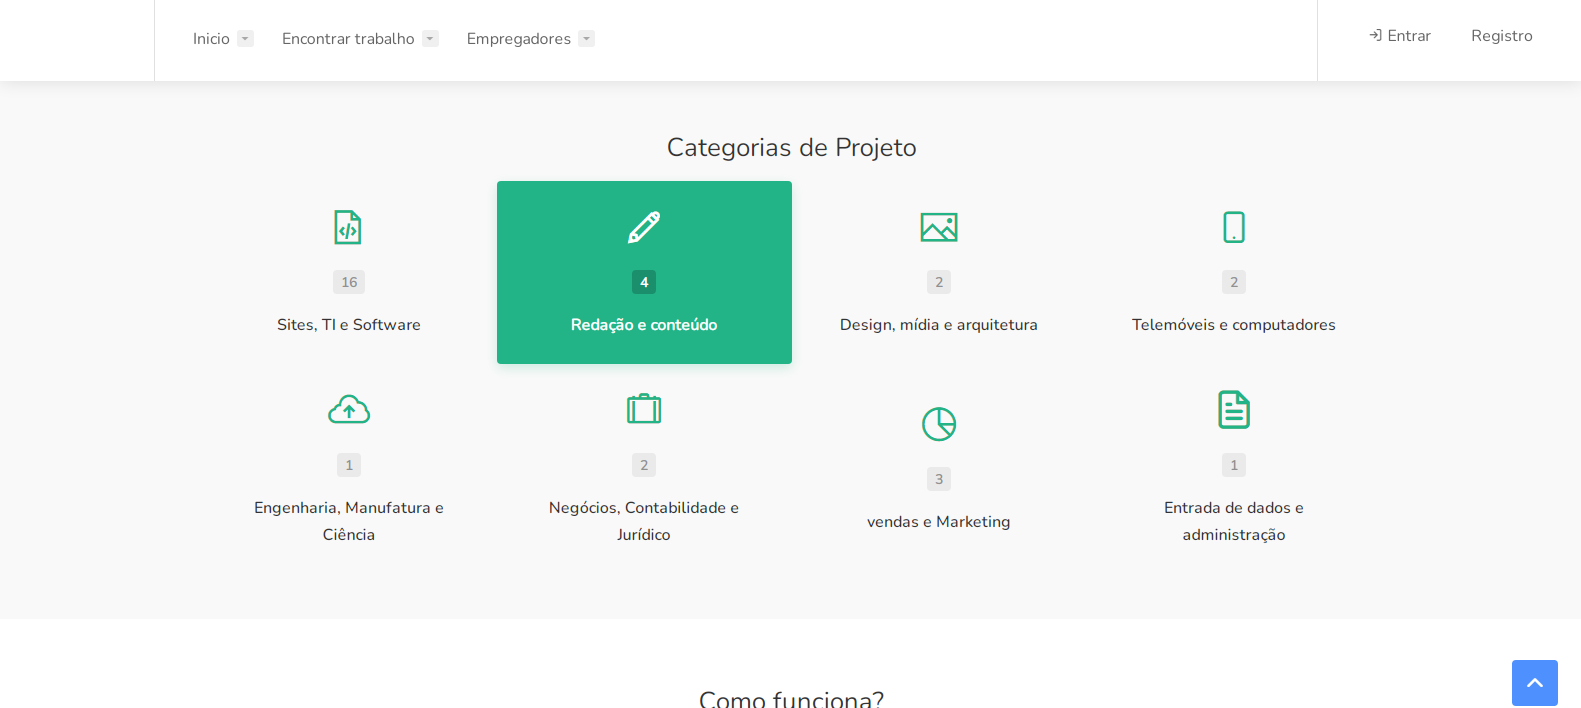 Inicio
Encontrar trabalho
Empregadores
Entrar
Registro
Categorias de Projeto
16
Sites, TI e Software
4
Redação e conteúdo
2
Design, mídia e arquitetura
2
Telemóveis e computadores
1
Engenharia, Manufatura e
Ciência
2
Negócios, Contabilidade e
Jurídico
3
vendas e Marketing
1
Entrada de dados e
administração
Como funciona?